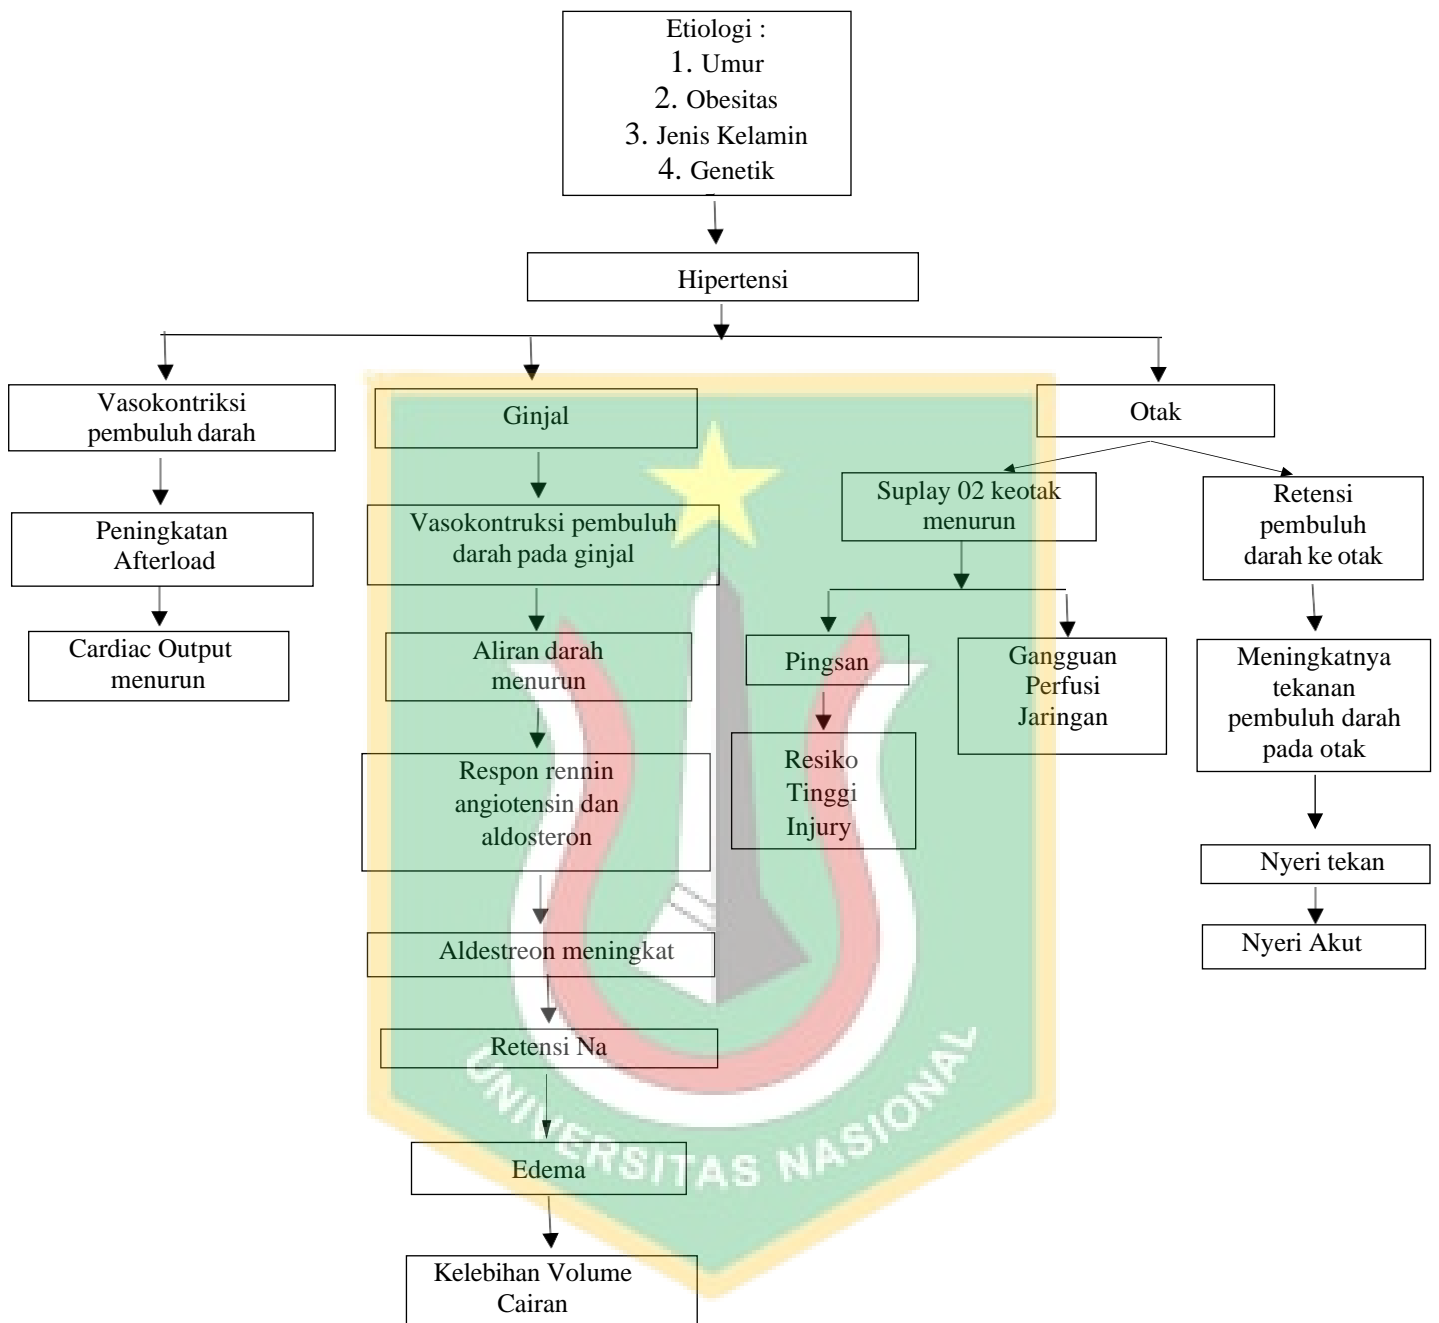 Etiologi :
1. Umur
2. Obesitas
3. Jenis Kelamin
4. Genetik
Hipertensi
Vasokontriksi
pembuluh darah
Peningkatan
Afterload
Cardiac Output
menurun
Ginjal
Vasokontruksi pembuluh
darah pada ginjal
Aliran darah
menurun
Respon rennin
angiotensin dan
aldosteron
Aldestreon meningkat
Retensi Na
Edema
Kelebihan Volume
Cairan
Otak
Suplay 02 keotak
menurun
Pingsan
Resiko
Tinggi
Injury
Gangguan
Perfusi
Jaringan
Retensi
pembuluh
darah ke otak
Meningkatnya
tekanan
pembuluh darah
pada otak
Nyeri tekan
Nyeri Akut
UNIVERSITAS NASIONAL